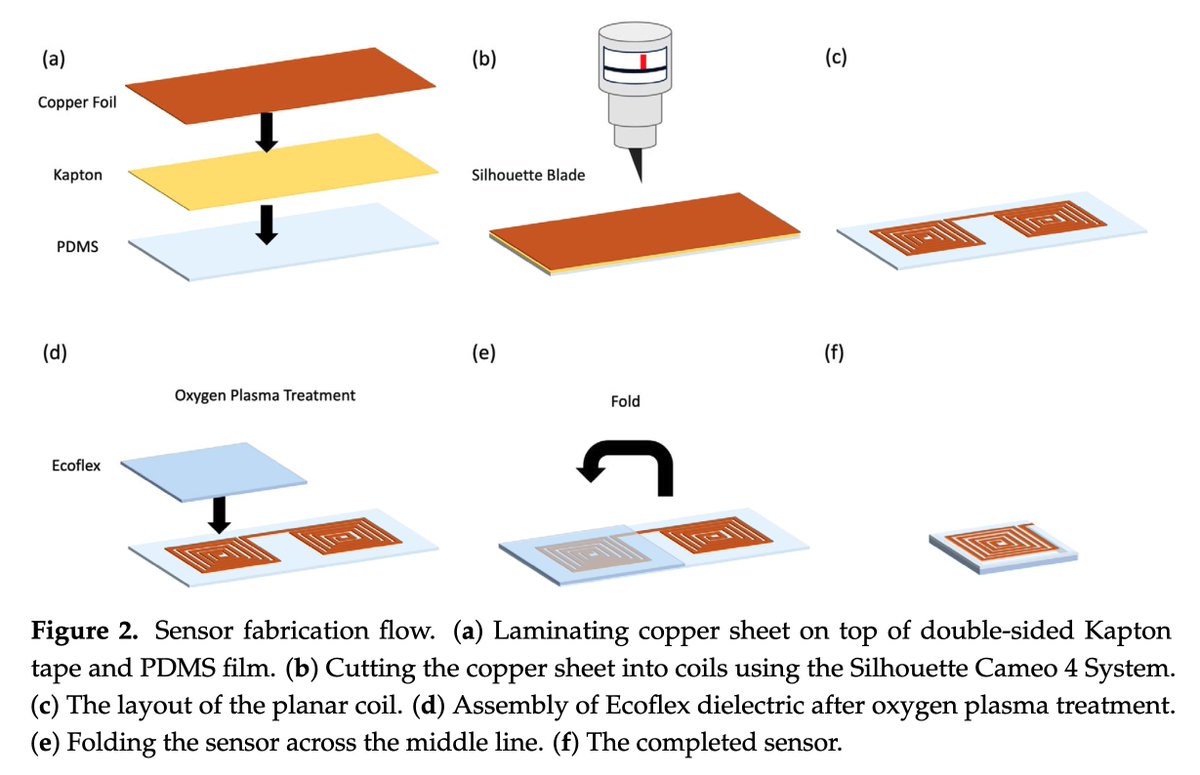 (a)
Copper Foil
Kapton
PDMS
(b)
Silhouette Blade
(c)
(d)
Oxygen Plasma Treatment
Ecoflex
(e)
Fold
(f)
Figure 2. Sensor fabrication flow. (a) Laminating copper sheet on top of double-sided Kapton
tape and PDMS film. (b) Cutting the copper sheet into coils using the Silhouette Cameo 4 System.
(c) The layout of the planar coil. (d) Assembly of Ecoflex dielectric after oxygen plasma treatment.
(e) Folding the sensor across the middle line. (f) The completed sensor.